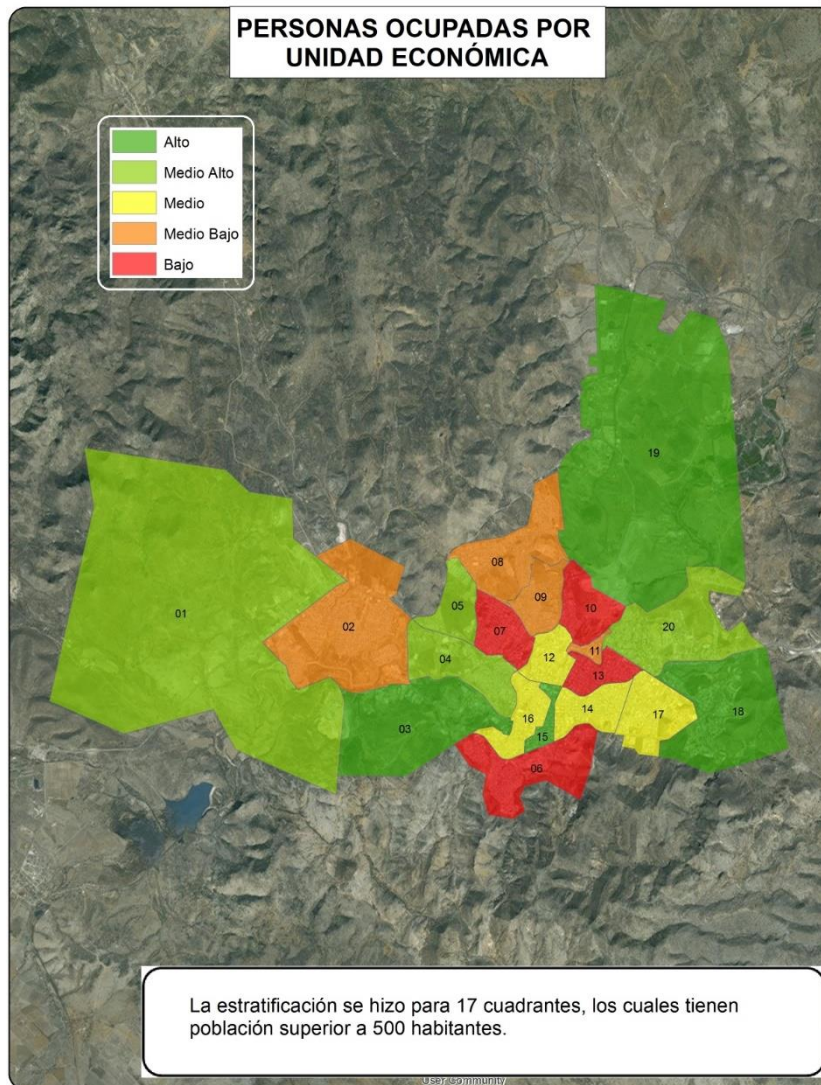 PERSONAS OCUPADAS POR
UNIDAD ECONÓMICA
Alto
Medio Alto
Medio
Medio Bajo
Bajo
19
08
01
05
09
10
02
07
11
20
04
12
13
16
14
17
18
03
15
06
La estratificación se hizo para 17 cuadrantes, los cuales tienen
población superior a 500 habitantes.
User Community